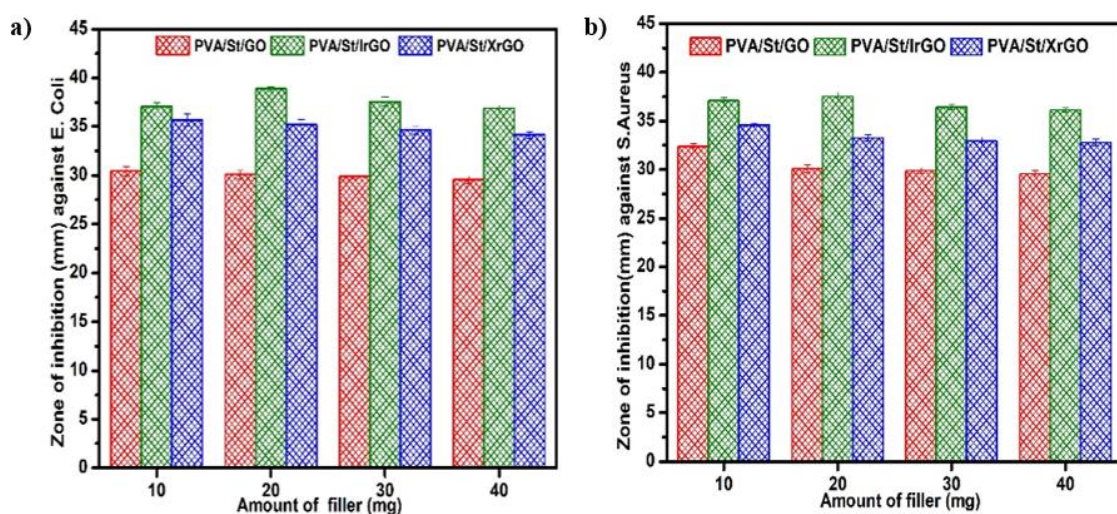 a)
PVA/St/GO PVA/St/IrGO PVA/St/XrGO
Zone of inhibition (mm) against E. Coli
45
40
35
30
25
20
15
10
5
0
10 20 30 40
Amount of filler (mg)
b)
PVA/St/GO PVA/St/IrGO PVA/St/XrGO
Zone of inhibition(mm) against S.Aureus
45
40
35
30
25
20
15
10
5
0
10 20 30 40
Amount of filler (mg)